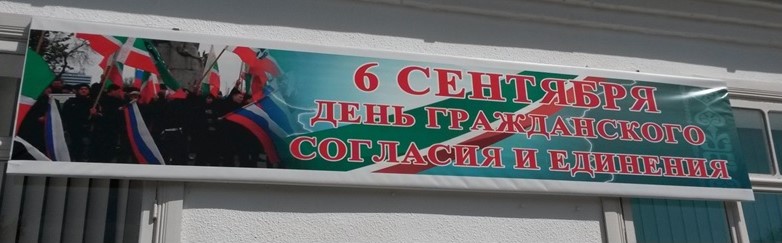 6 СЕНТЯБРЯ
ДЕНЬ ГРАЖДАНСКОГО
СОГЛАСИЯ И ЕДИНЕНИЯ